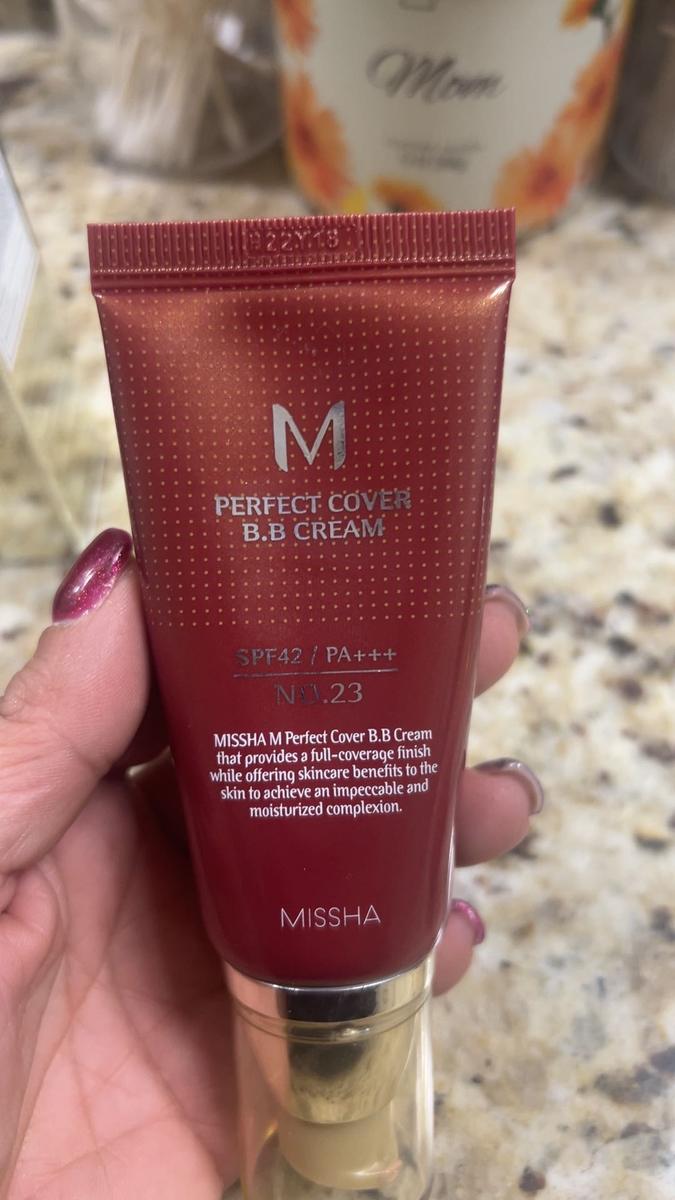 Mom
22Y18
M
PERFECT COVER
B.B CREAM
SPF42 / PA+++
NO.23
MISSHA M Perfect Cover B.B Cream
that provides a full-coverage finish
while offering skincare benefits to the
skin to achieve an impeccable and
moisturized complexion.
MISSHA